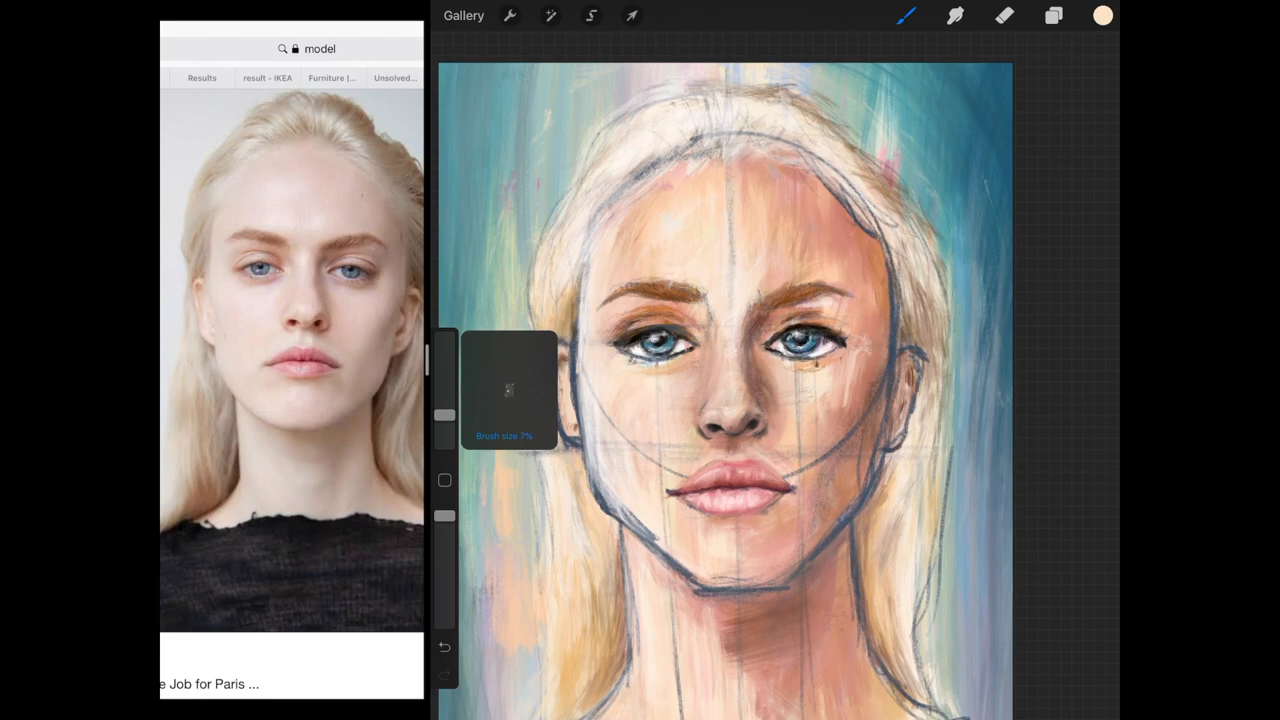 Gallery
model
Results
result - IKEA
Furniture |...
Unsolved...
Brush size 7%
e Job for Paris ...